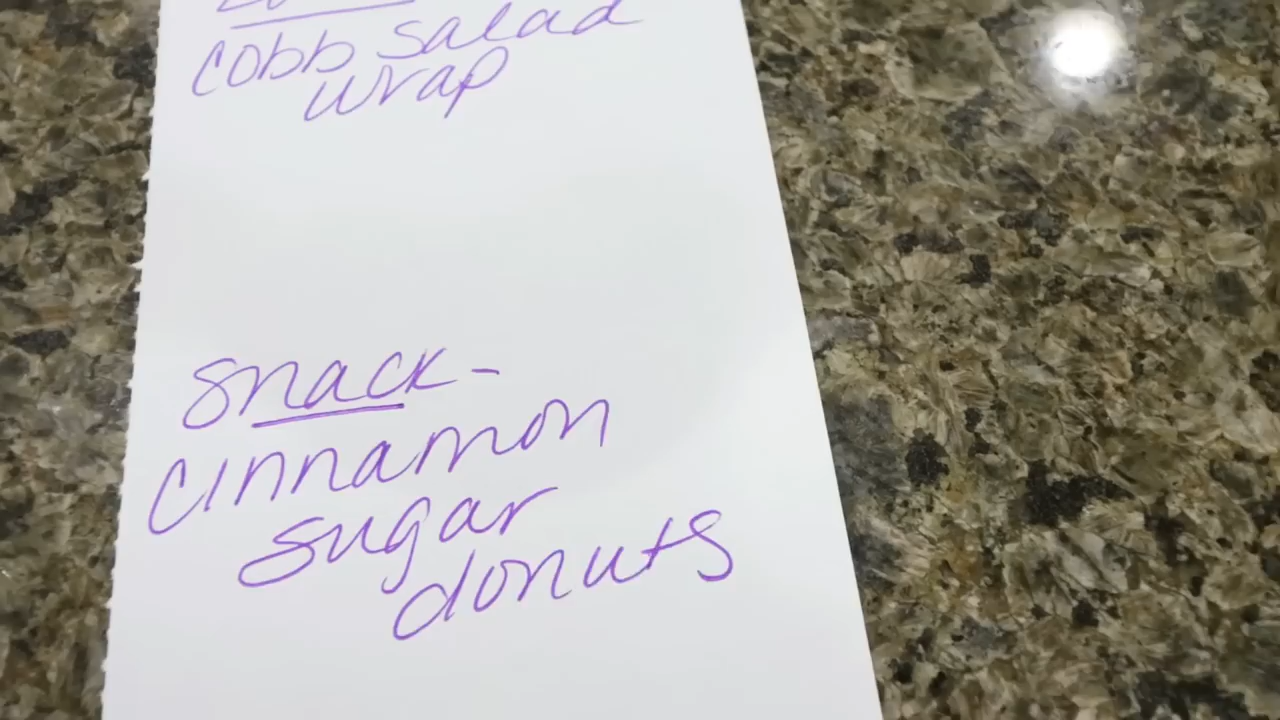 cobb salad
wrap
snack-
cinnamon
sugar
donuts